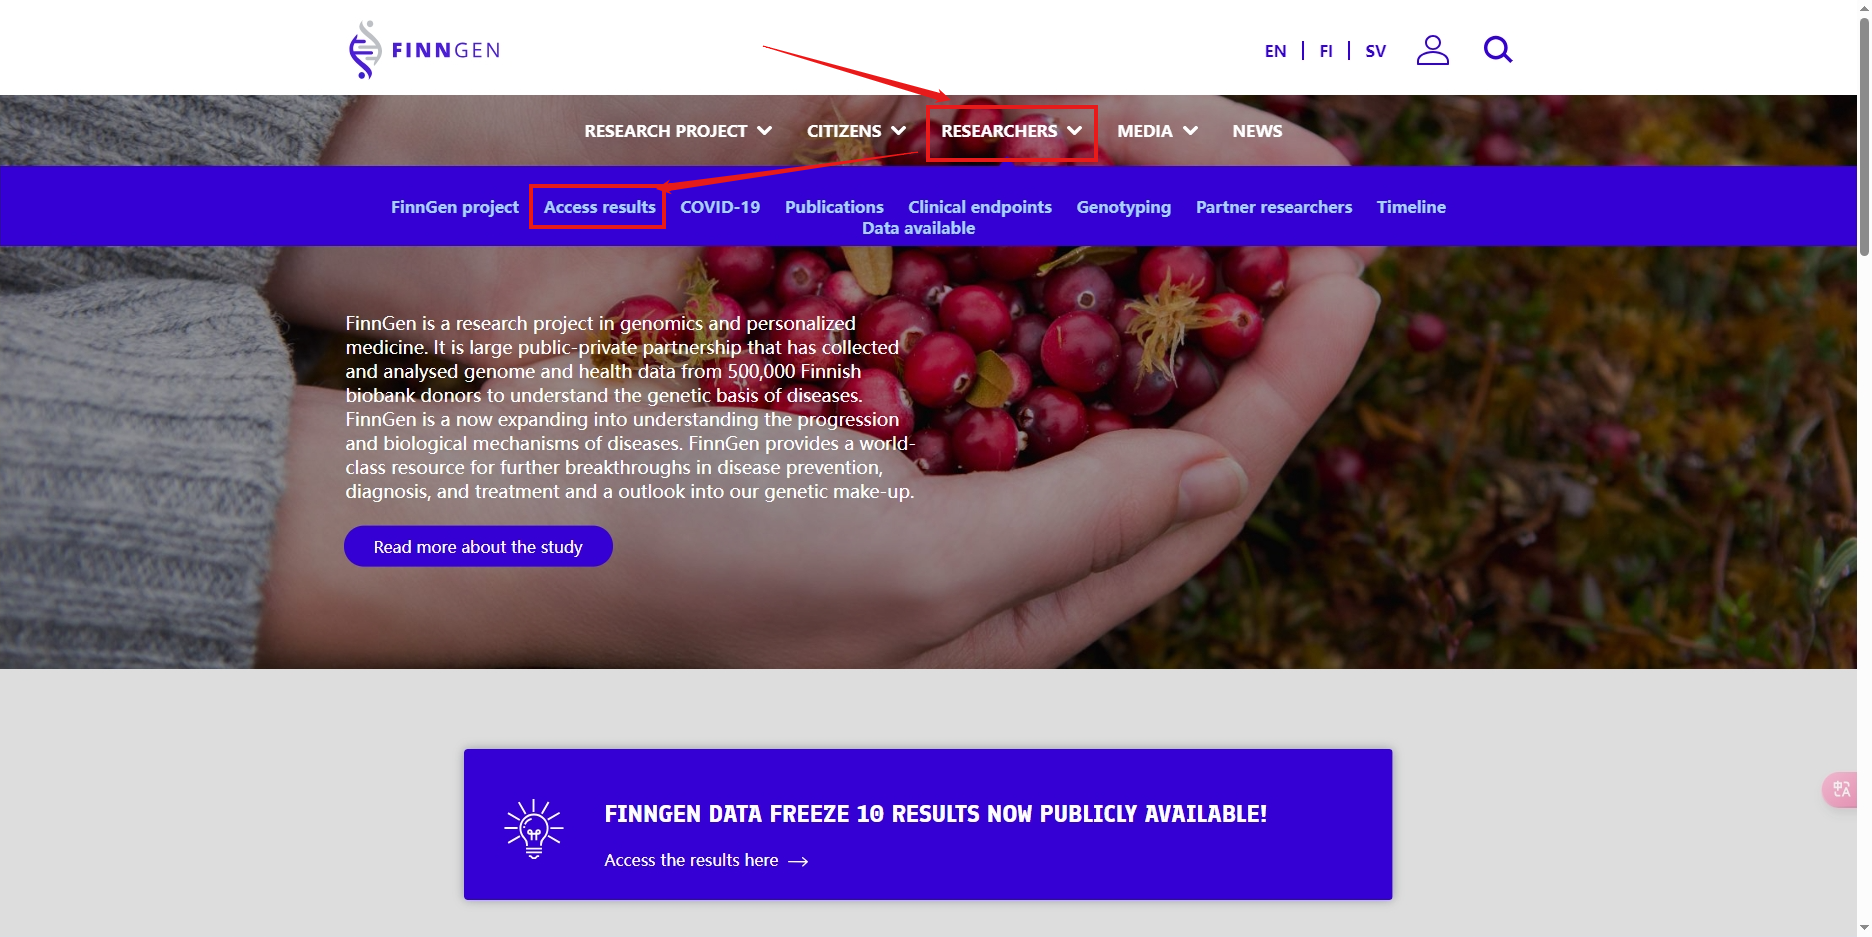 FINNGEN
EN | FI | SV
RESEARCH PROJECT CITIZENS RESEARCHERS MEDIA NEWS
FinnGen project Access results COVID-19 Publications Clinical endpoints Genotyping Partner researchers Timeline
Data available
FinnGen is a research project in genomics and personalized
medicine. It is large public-private partnership that has collected
and analysed genome and health data from 500,000 Finnish
biobank donors to understand the genetic basis of diseases.
FinnGen is a now expanding into understanding the progression
and biological mechanisms of diseases. FinnGen provides a world-
class resource for further breakthroughs in disease prevention,
diagnosis, and treatment and a outlook into our genetic make-up.
Read more about the study
中A
FINNGEN DATA FREEZE 10 RESULTS NOW PUBLICLY AVAILABLE!
Access the results here →